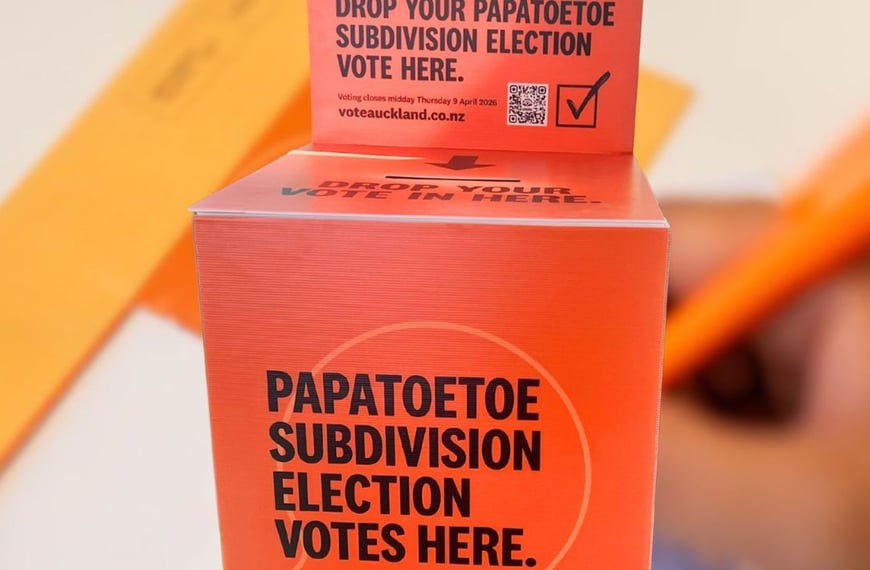 DROP YOUR PAPATOETOE
SUBDIVISION ELECTION
VOTE HERE.
Voting closes midday Thursday 9 April 2026
voteauckland.co.nz
DROP YOUR
VOTE IN HERE.
PAPATOETOE
SUBDIVISION
ELECTION
VOTES HERE.